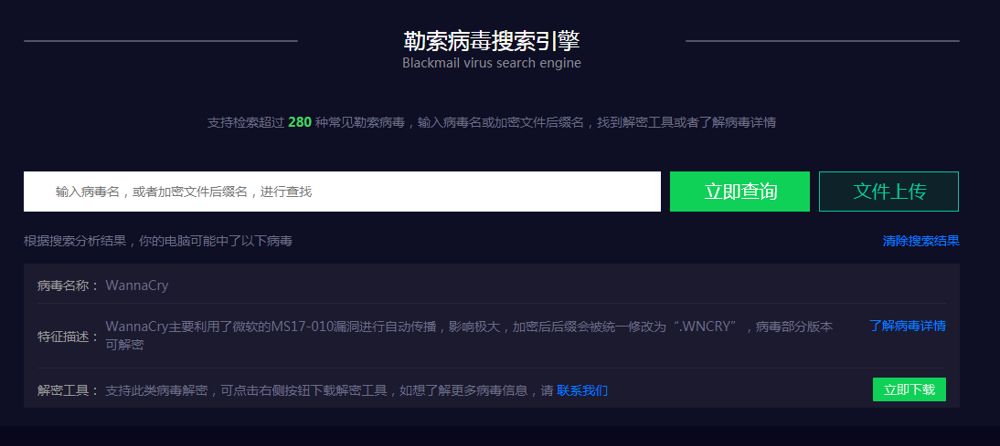 勒索病毒搜索引擎
Blackmail virus search engine
支持检索超过 280 种常见勒索病毒，输入病毒名或加密文件后缀名，找到解密工具或者了解病毒详情
输入病毒名，或者加密文件后缀名，进行查找
立即查询
文件上传
根据搜索分析结果，你的电脑可能中了以下病毒
清除搜索结果
病毒名称： WannaCry
特征描述： WannaCry主要利用了微软的MS17-010漏洞进行自动传播，影响极大，加密后后缀会被统一修改为“.WNCRY”，病毒部分版本
可解密
了解病毒详情
解密工具： 支持此类病毒解密，可点击右侧按钮下载解密工具，如想了解更多病毒信息，请 联系我们
立即下载